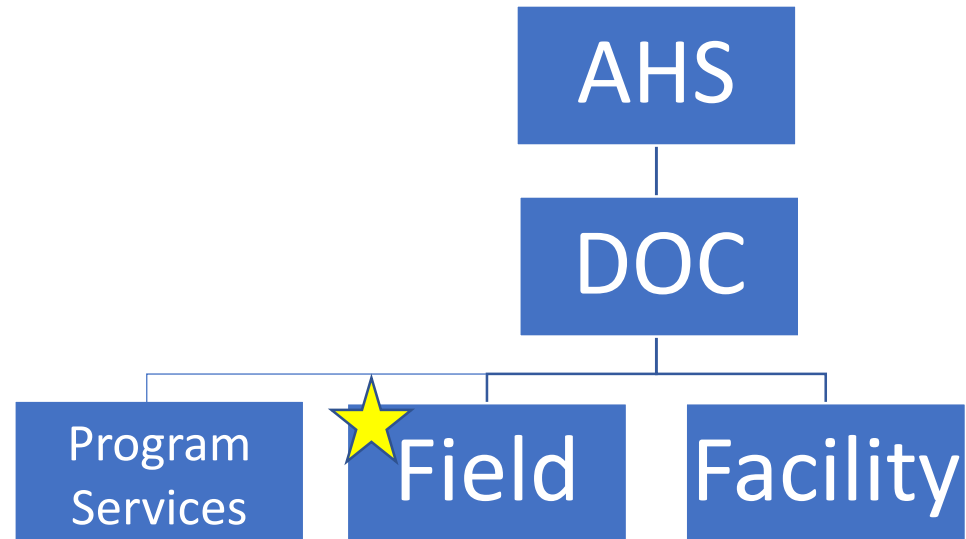 AHS
DOC
Program
Services
Field
Facility